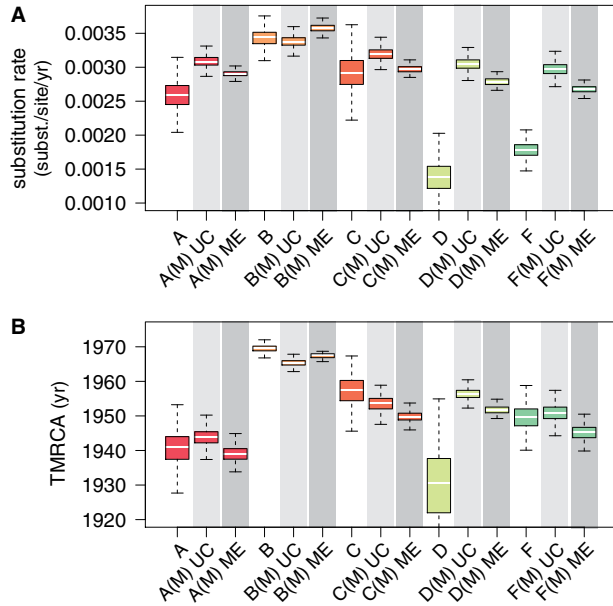 A
substitution rate
(subst./site/yr)
0.0035
0.0030
0.0025
0.0020
0.0015
0.0010
A
A(M) UC
A(M) ME
B
B(M) UC
B(M) ME
C
C(M) UC
C(M) ME
D
D(M) UC
D(M) ME
F
F(M) UC
F(M) ME
B
TMRCA (yr)
1970
1960
1950
1940
1930
1920
A
A(M) UC
A(M) ME
B
B(M) UC
B(M) ME
C
C(M) UC
C(M) ME
D
D(M) UC
D(M) ME
F
F(M) UC
F(M) ME